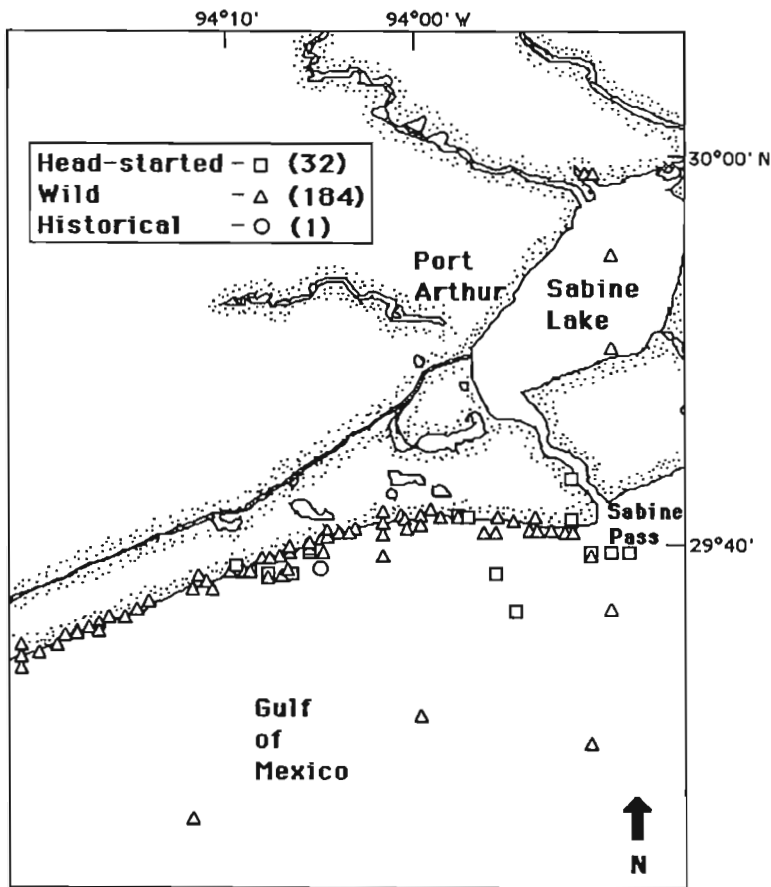 94°10' 94°00' W
30°00' N
Head-started - □ (32)
Wild - △ (184)
Historical - ○ (1)
Port
Arthur
Sabine
Lake
Sabine
Pass
29°40'
Gulf
of
Mexico
N